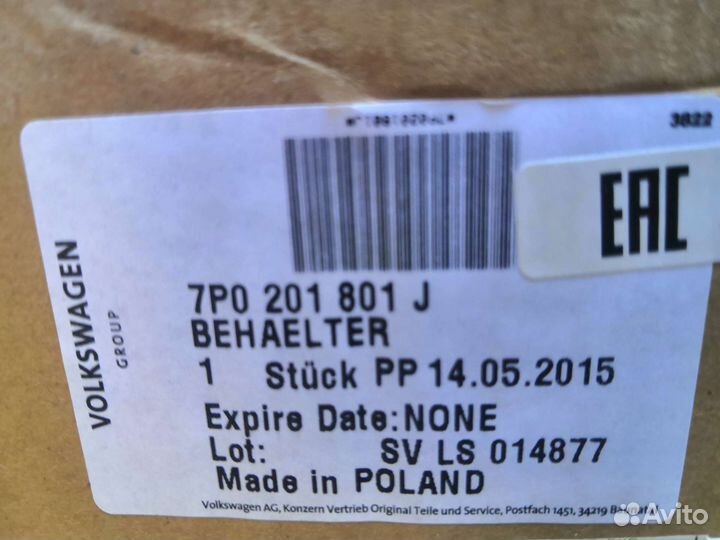 3822
EAC
7P0 201 801 J
BEHAELTER
1 Stück PP 14.05.2015
Expire Date:NONE
Lot: SV LS 014877
Made in POLAND
Volkswagen AG, Konzern Vertrieb Original Teile und Service, Postfach 1451, 34219
VOLKSWAGEN
GROUP
Avito